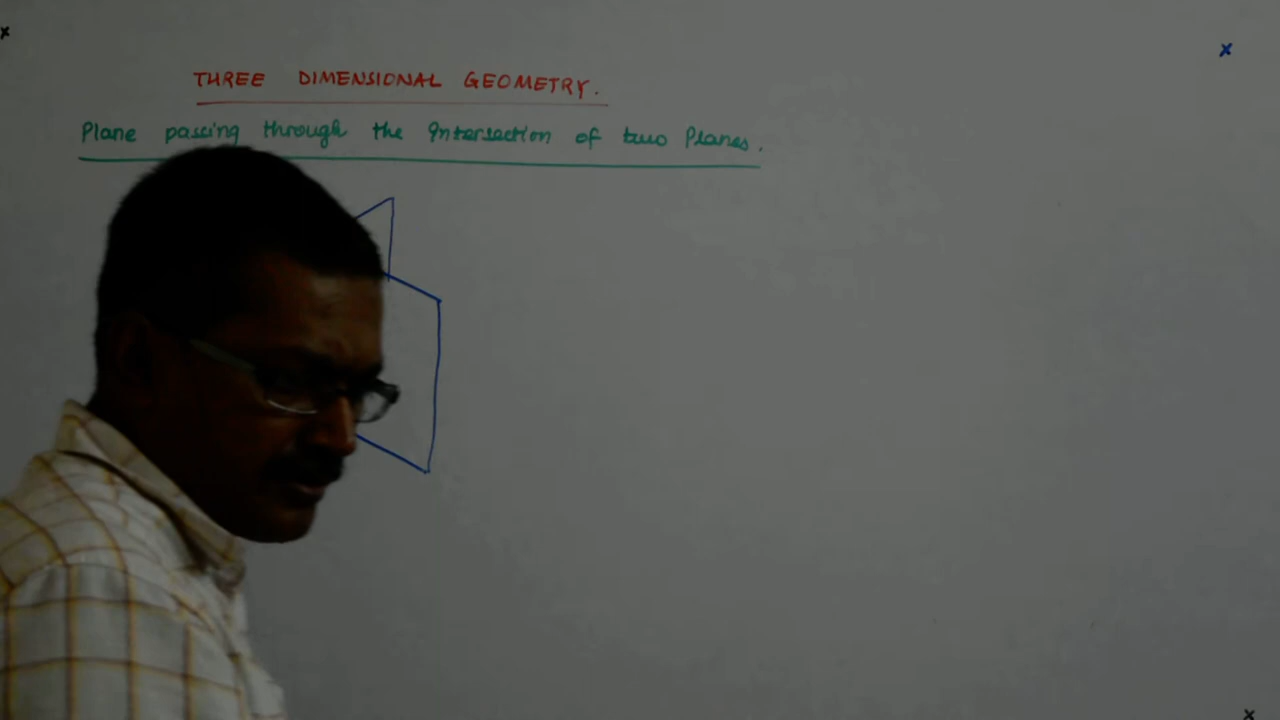 THREE DIMENSIONAL GEOMETRY.
Plane passing through the Intersection of two Planes.